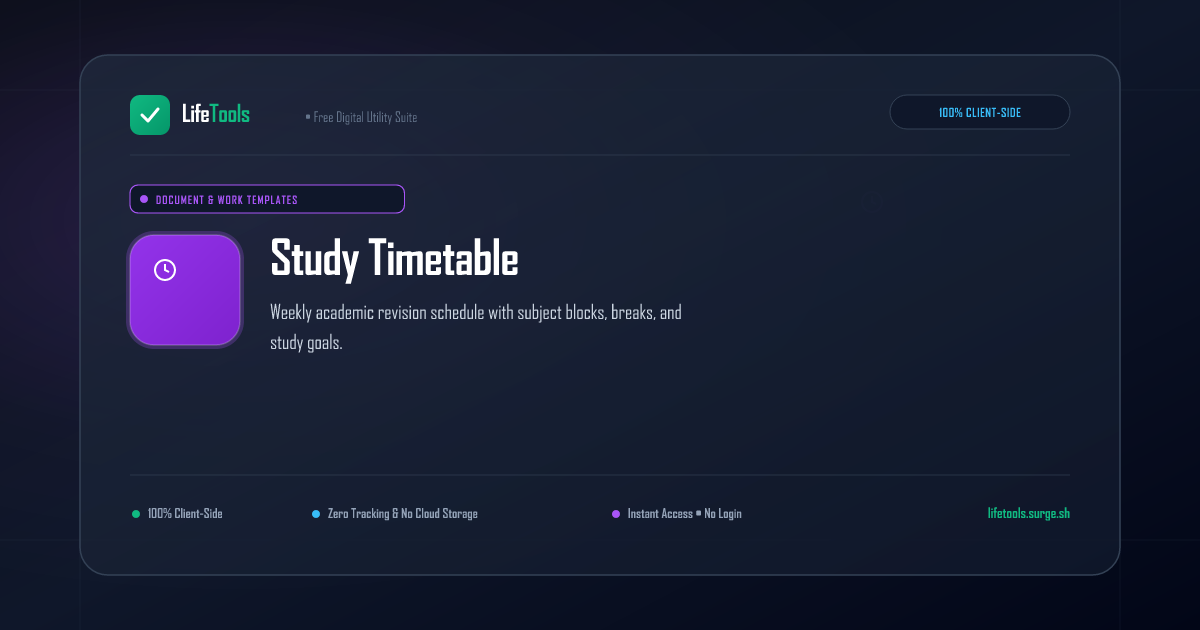 LifeTools
▪ Free Digital Utility Suite
100% CLIENT-SIDE
DOCUMENT & WORK TEMPLATES
Study Timetable
Weekly academic revision schedule with subject blocks, breaks, and
study goals.
100% Client-Side
Zero Tracking & No Cloud Storage
Instant Access ▪ No Login
lifetools.surge.sh